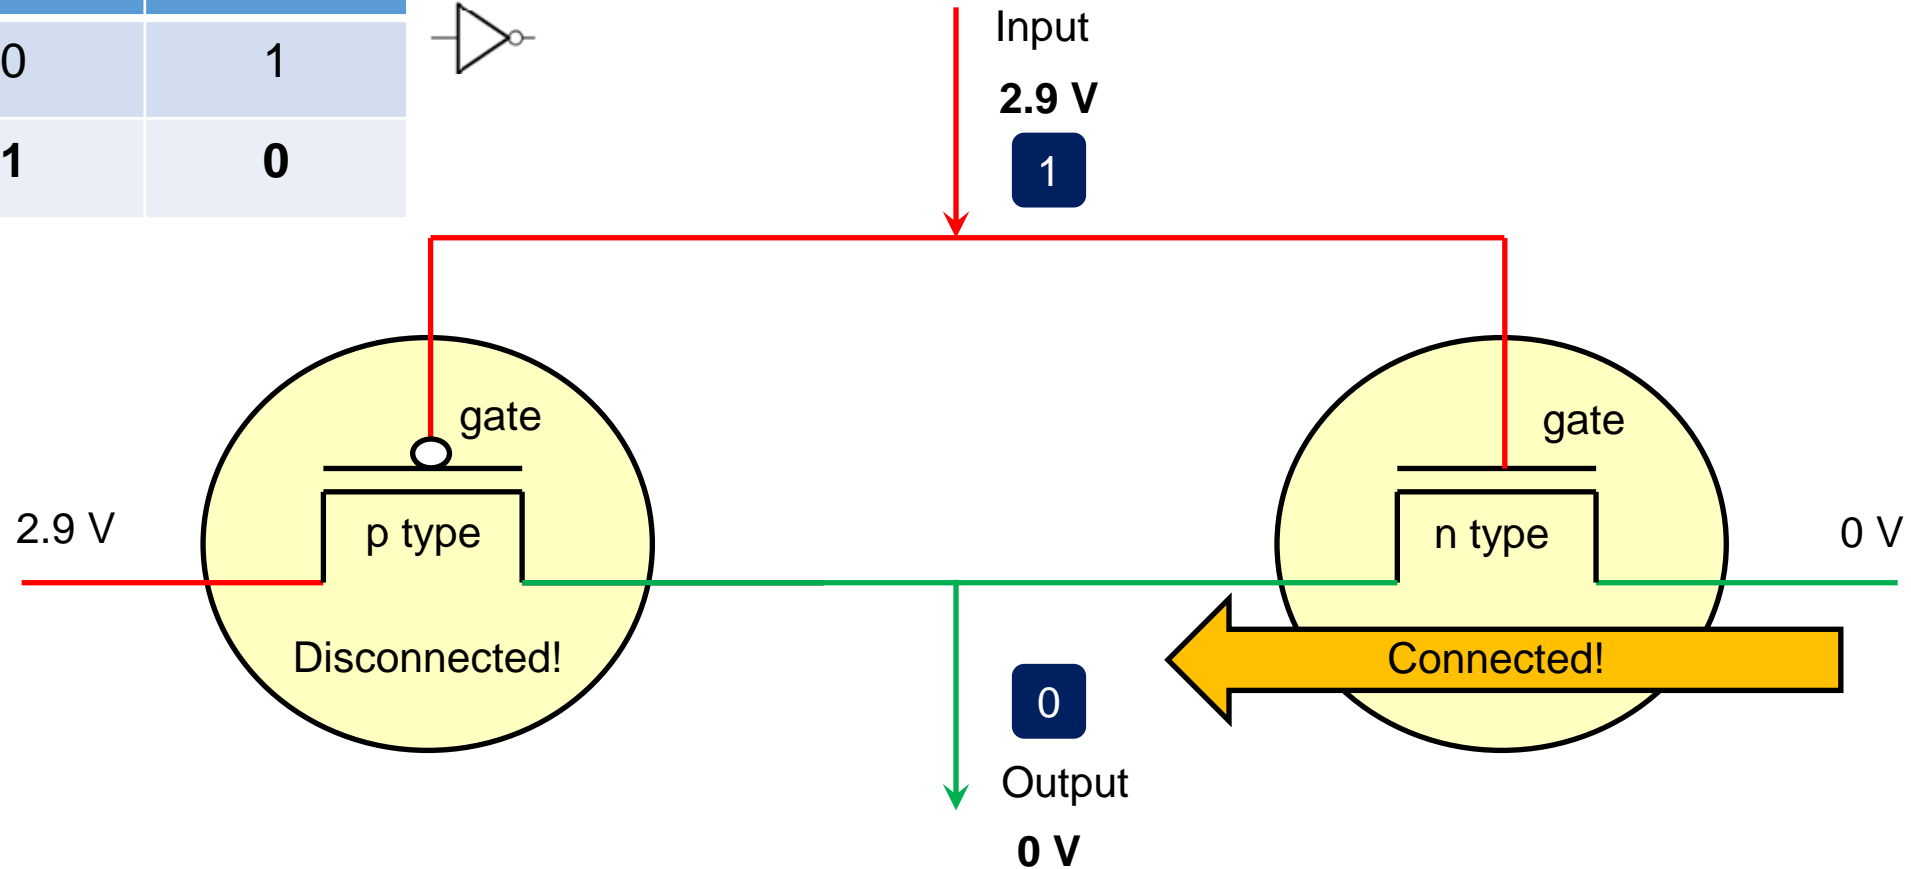 0 1
1 0
Input
2.9 V
1
gate
gate
2.9 V
p type
n type
0 V
Disconnected!
Connected!
0
Output
0 V